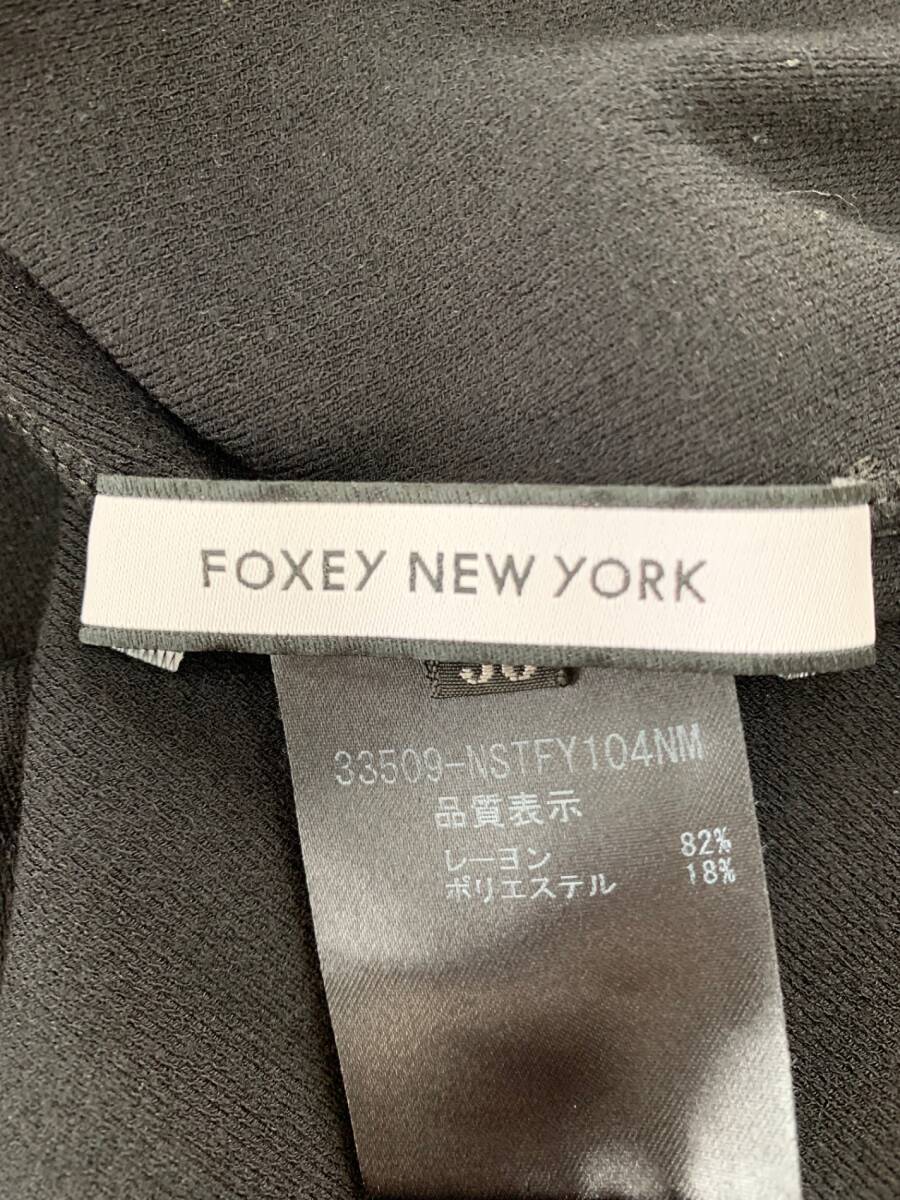 FOXEY NEW YORK
33509-NSTFY104NM
品質表示
レーヨン 82%
ポリエステル 18%